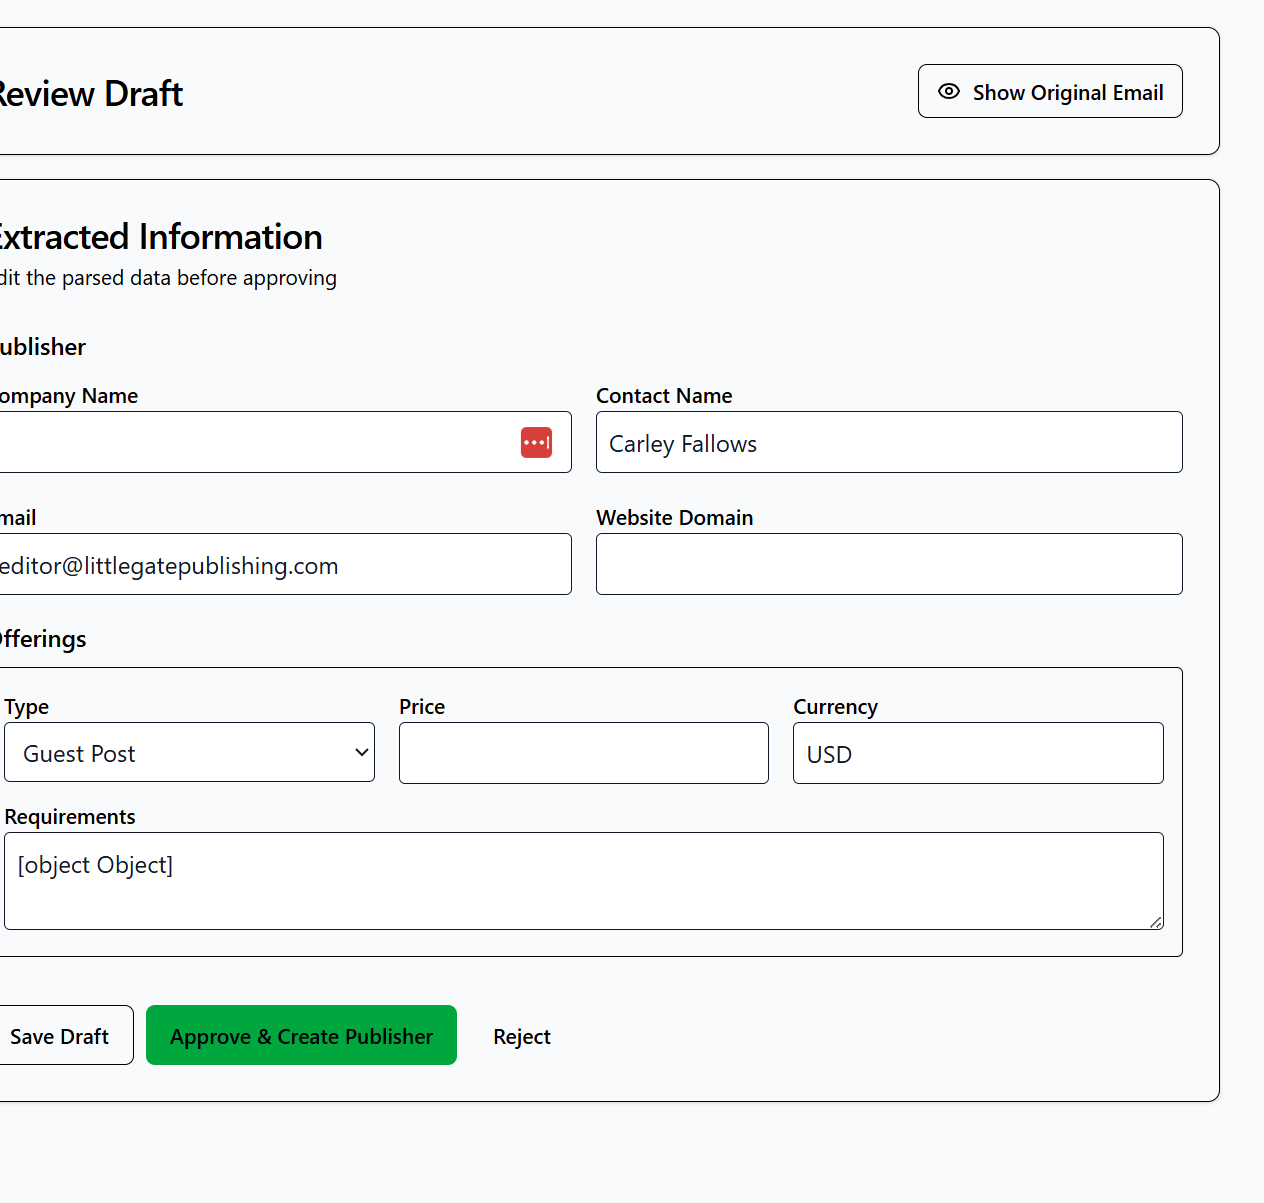 Review Draft
Show Original Email
Extracted Information
dit the parsed data before approving
ublisher
ompany Name
Contact Name
Carley Fallows
mail
Website Domain
editor@littlegatepublishing.com
Offerings
Type
Price
Currency
Guest Post
USD
Requirements
[object Object]
Save Draft
Approve & Create Publisher
Reject